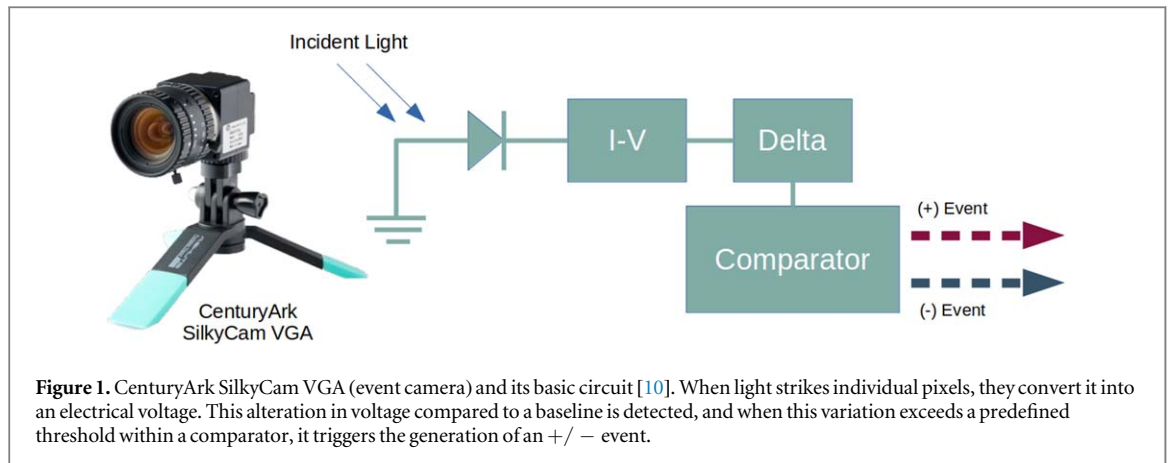 Incident Light
I-V
Delta
(+) Event
Comparator
(-) Event
CenturyArk
SilkyCam VGA
Figure 1. CenturyArk SilkyCam VGA (event camera) and its basic circuit [10]. When light strikes individual pixels, they convert it into
an electrical voltage. This alteration in voltage compared to a baseline is detected, and when this variation exceeds a predefined
threshold within a comparator, it triggers the generation of an +/ − event.